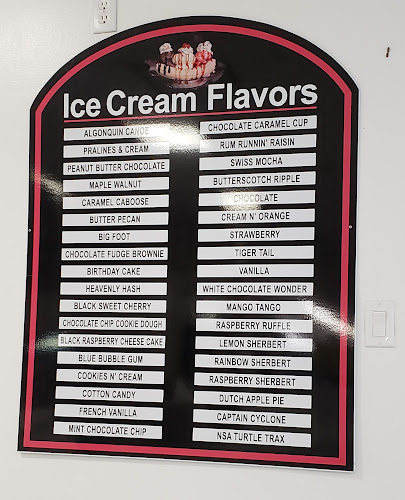 Ice Cream Flavors
ALGONQUIN CANOE
PRALINES & CREAM
PEANUT BUTTER CHOCOLATE
MAPLE WALNUT
CARAMEL CABOOSE
BUTTER PECAN
BIG FOOT
CHOCOLATE FUDGE BROWNIE
BIRTHDAY CAKE
HEAVENLY HASH
BLACK SWEET CHERRY
CHOCOLATE CHIP COOKIE DOUGH
BLACK RASPBERRY CHEESE CAKE
BLUE BUBBLE GUM
COOKIES N' CREAM
COTTON CANDY
FRENCH VANILLA
MINT CHOCOLATE CHIP
CHOCOLATE CARAMEL CUP
RUM RUNNIN' RAISIN
SWISS MOCHA
BUTTERSCOTCH RIPPLE
CHOCOLATE
CREAM N' ORANGE
STRAWBERRY
TIGER TAIL
VANILLA
WHITE CHOCOLATE WONDER
MANGO TANGO
RASPBERRY RUFFLE
LEMON SHERBERT
RAINBOW SHERBERT
RASPBERRY SHERBERT
DUTCH APPLE PIE
CAPTAIN CYCLONE
NSA TURTLE TRAX